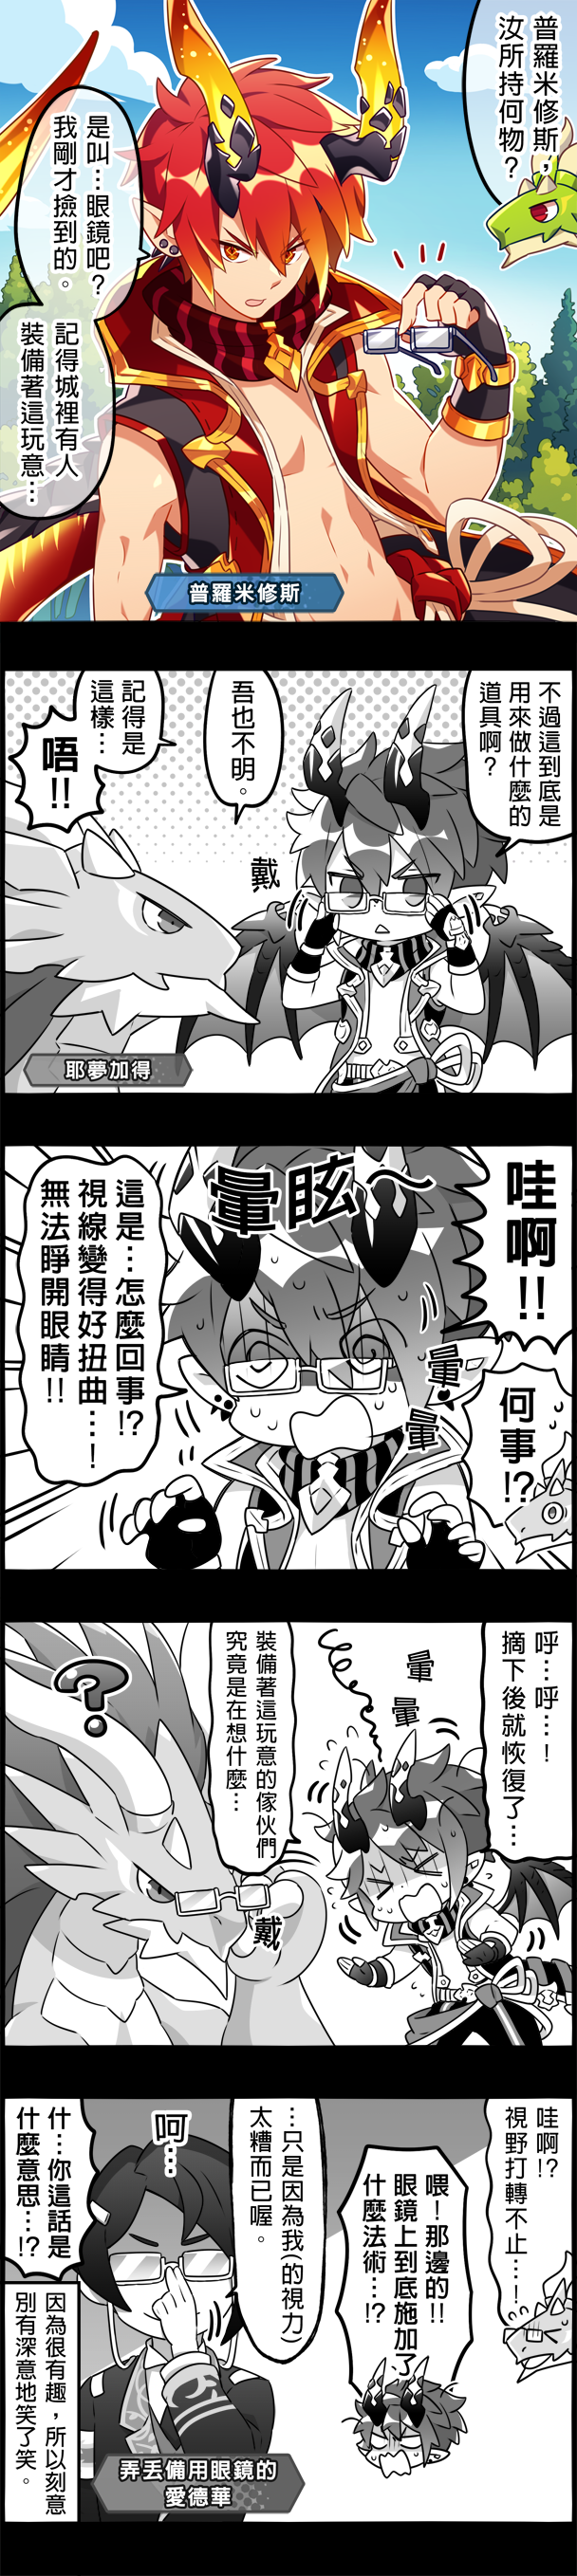 普羅米修斯，
汝所持何物？
是叫…眼鏡吧？
我剛才撿到的。
記得城裡有人
裝備著這玩意…
普羅米修斯
不過這到底是
用來做什麼的
道具啊？
吾也不明。
記得是
這樣…
唔!!
戴
耶夢加得
哇啊!!
暈眩～
何事!?
暈
暈
這是…怎麼回事!?
視線變得好扭曲…!
無法睜開眼睛!!
呼…呼…!
摘下後就恢復了…
暈
暈
裝備著這玩意的傢伙們
究竟是在想什麼…
?
戴
哇啊!?
視野打轉不止…!
喂！那邊的!!
眼鏡上到底施加了
什麼法術…!?
…只是因為我(的視力)
太糟而已喔。
呵…
什…你這話是
什麼意思…!?
因為很有趣，所以刻意
別有深意地笑了笑。
弄丟備用眼鏡的
愛德華